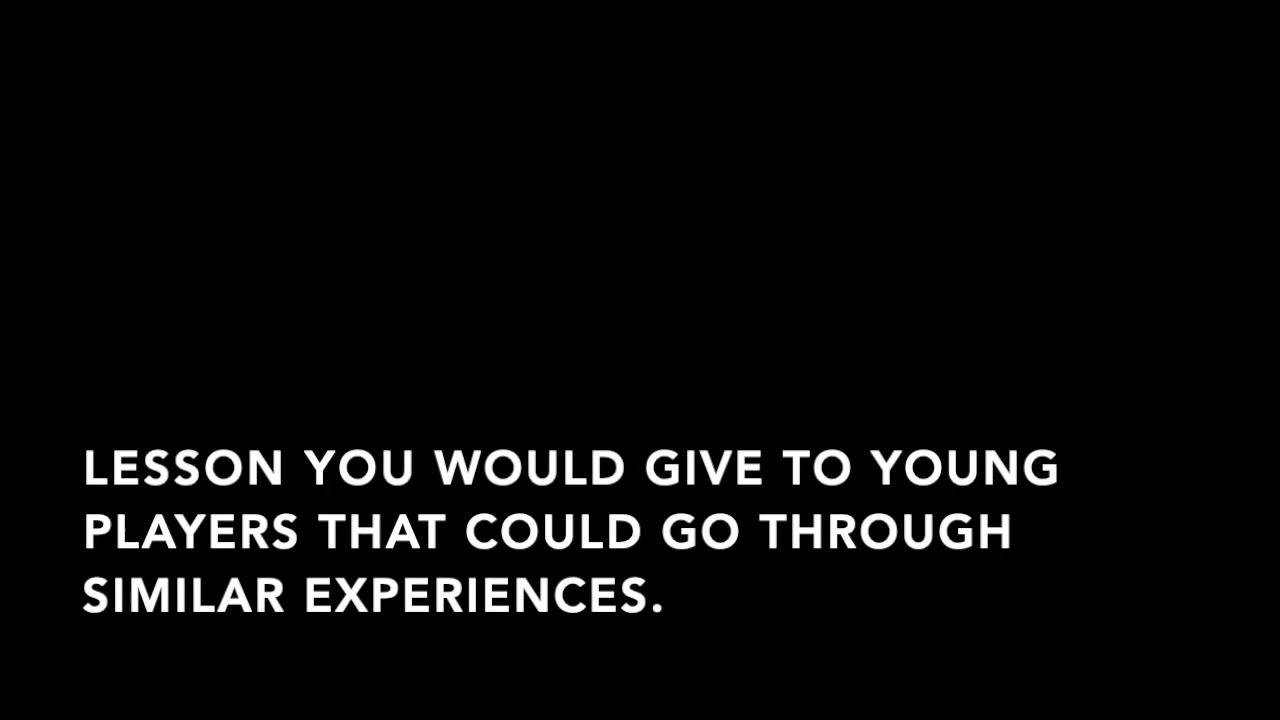 LESSON YOU WOULD GIVE TO YOUNG
PLAYERS THAT COULD GO THROUGH
SIMILAR EXPERIENCES.